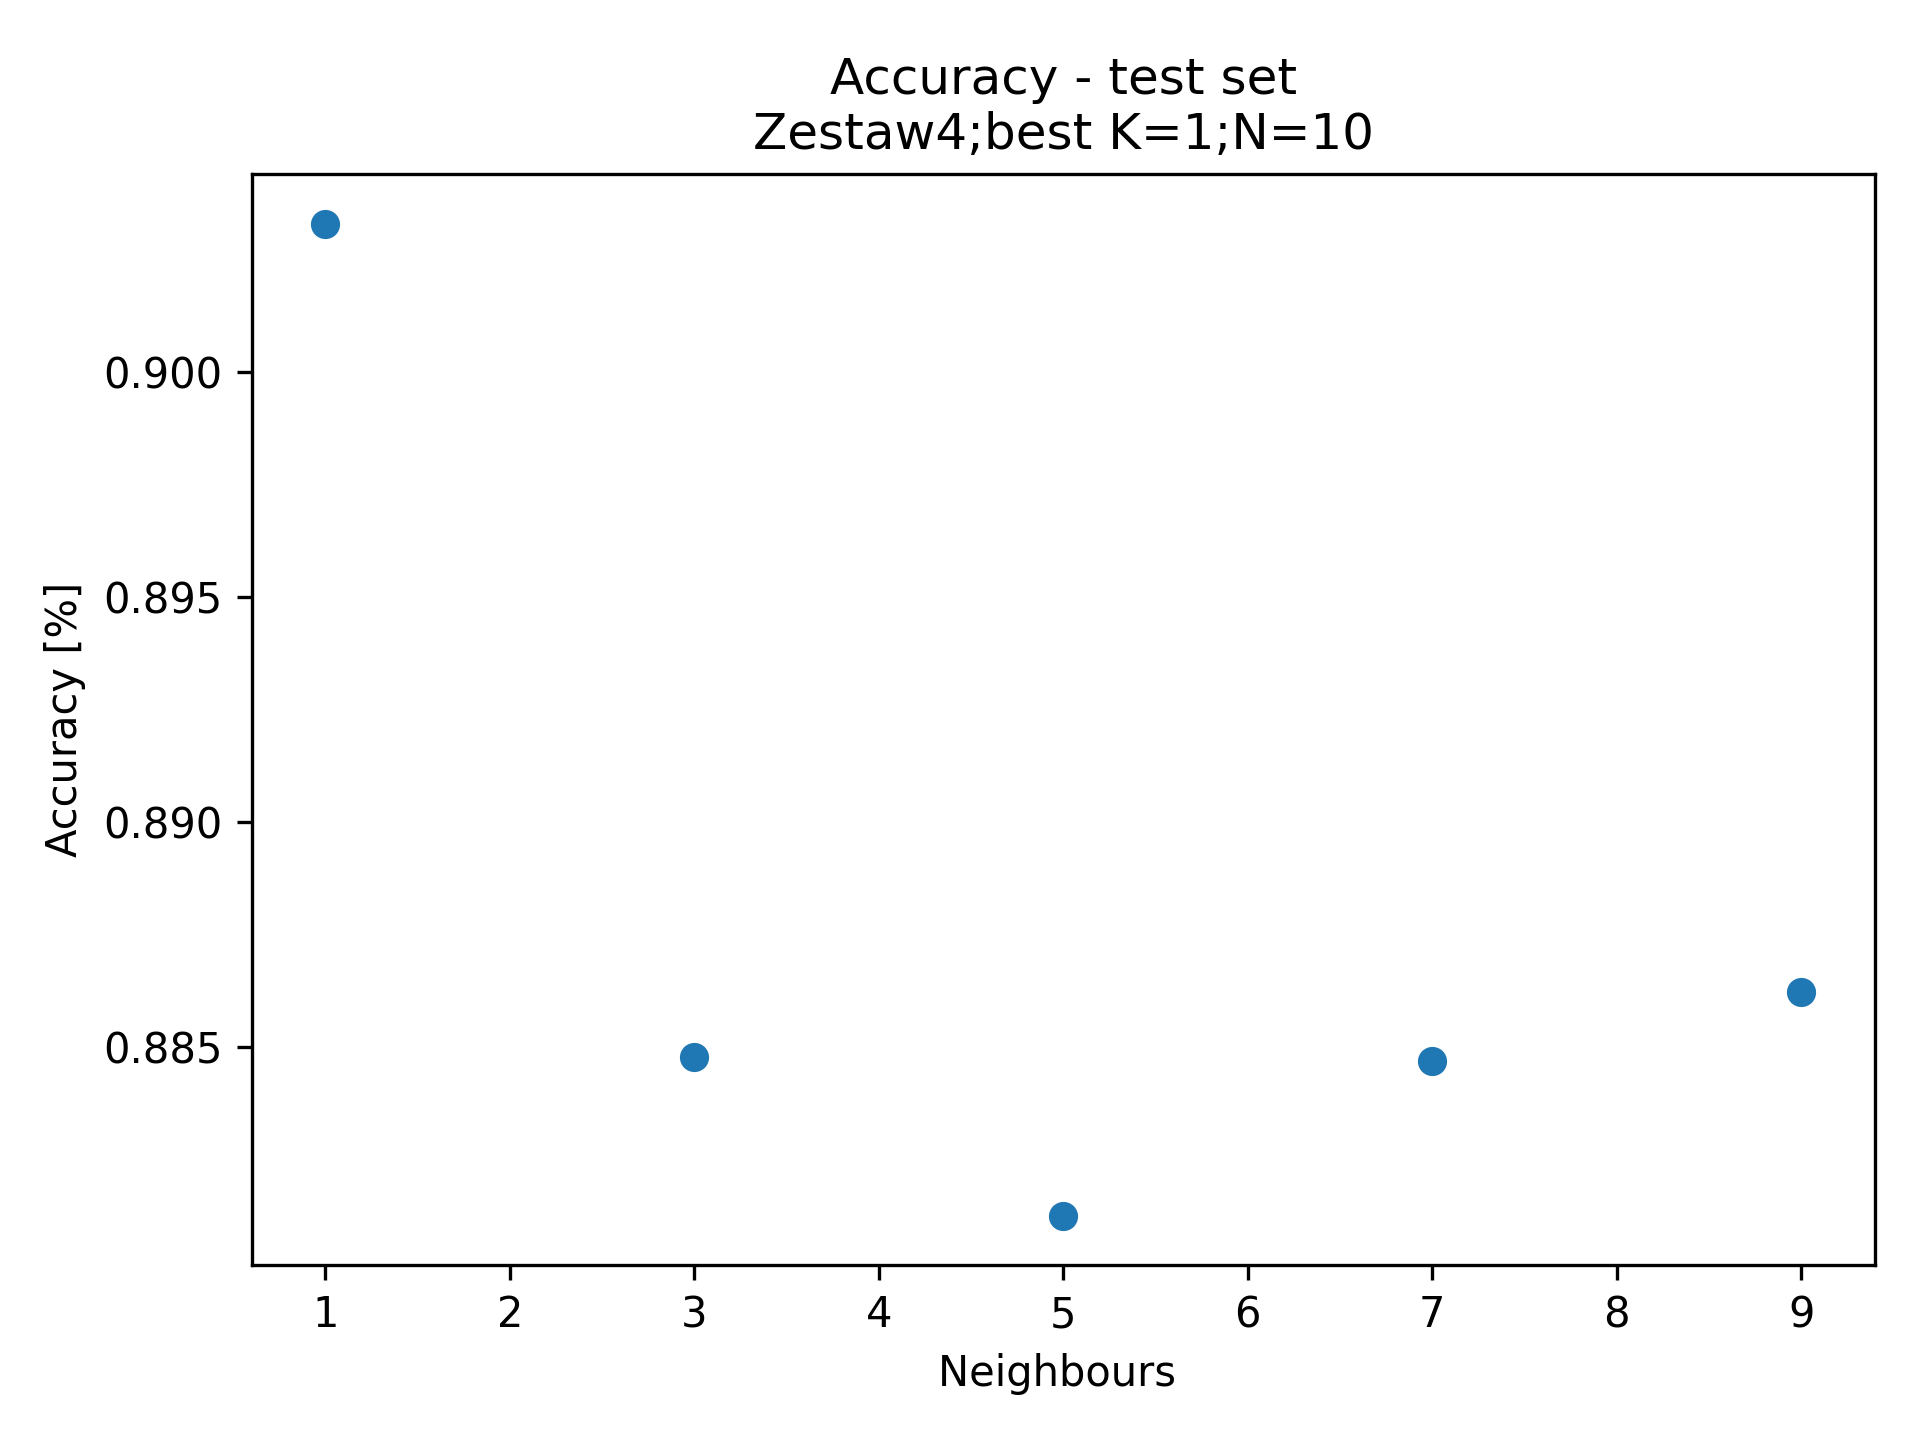 Accuracy - test set
Zestaw4;best K=1;N=10
0.900
0.895
0.890
0.885
Accuracy [%]
1 2 3 4 5 6 7 8 9
Neighbours